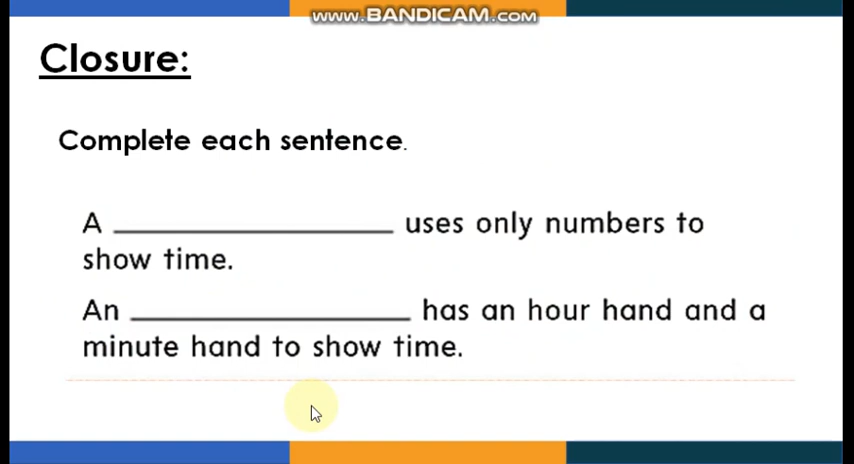 www.BANDICAM.com
Closure:
Complete each sentence.
A ____________________ uses only numbers to
show time.
An ____________________ has an hour hand and a
minute hand to show time.